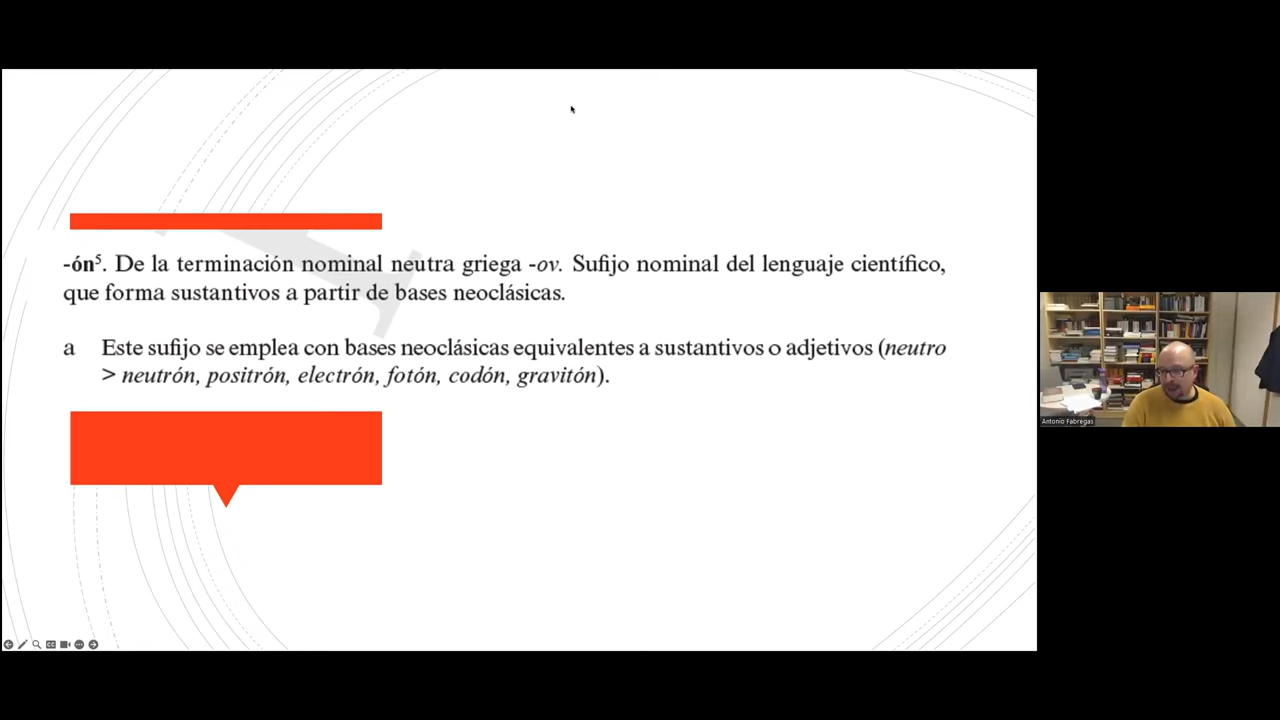 -ón⁵. De la terminación nominal neutra griega -ον. Sufijo nominal del lenguaje científico,
que forma sustantivos a partir de bases neoclásicas.
a Este sufijo se emplea con bases neoclásicas equivalentes a sustantivos o adjetivos (neutro
> neutrón, positrón, electrón, fotón, codón, gravitón).
Antonio Fabregas